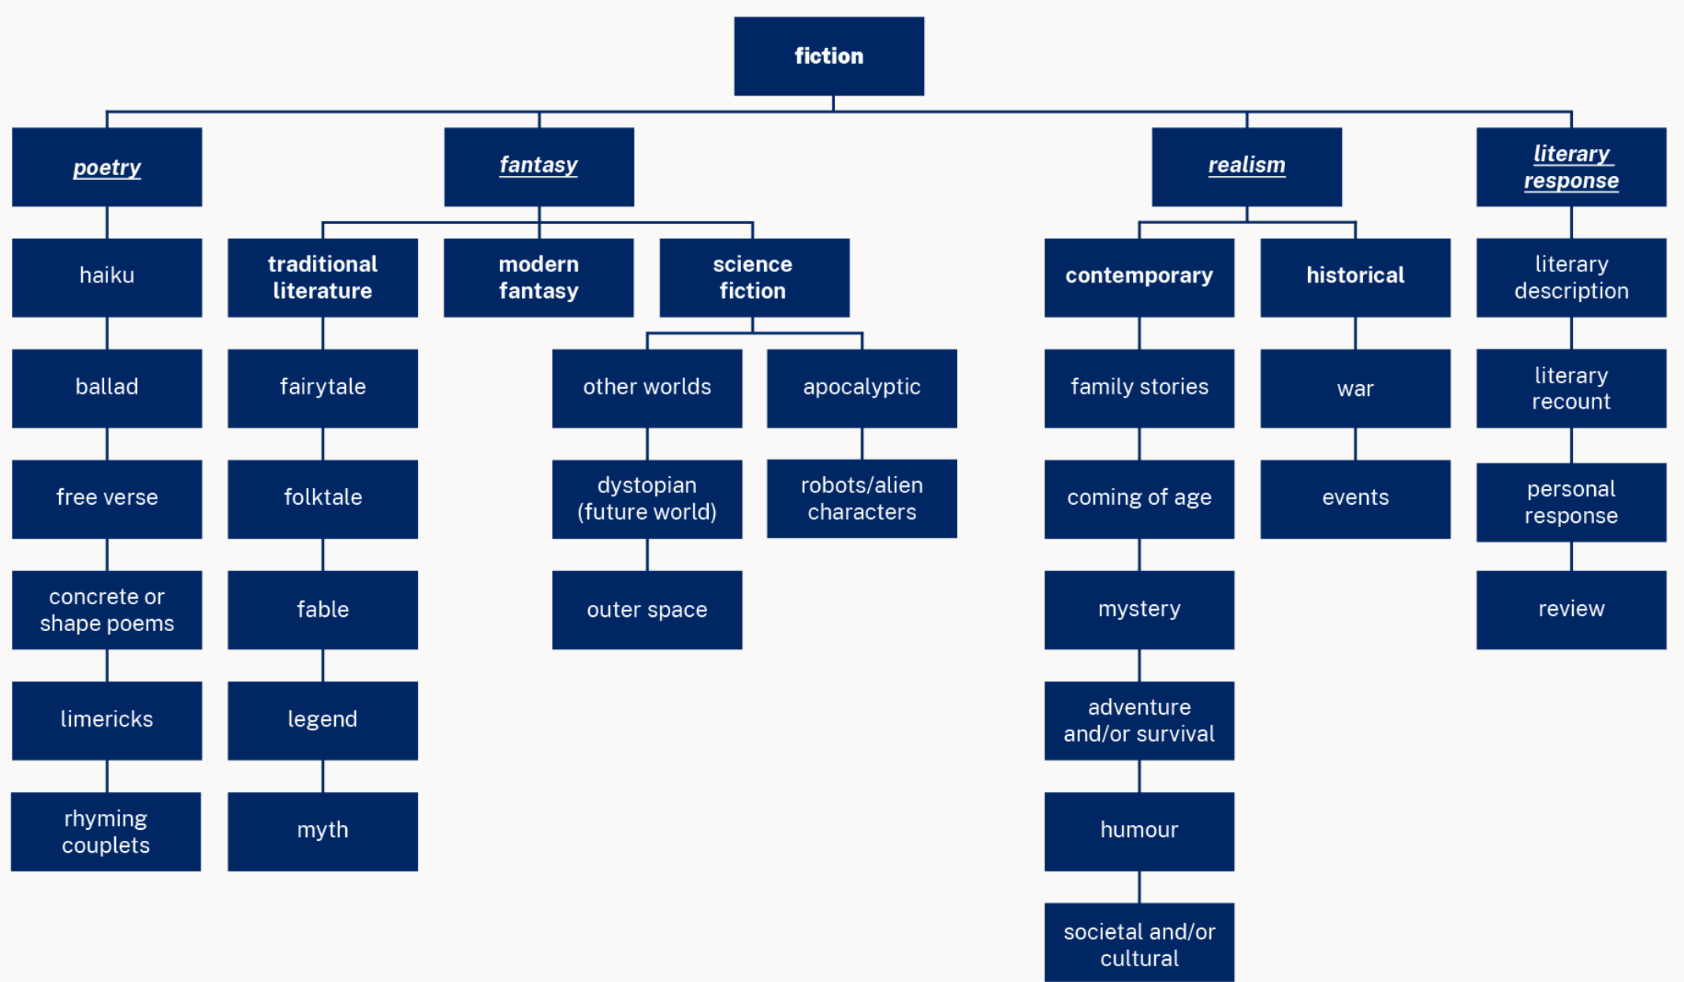 fiction
poetry
fantasy
realism
literary
response
haiku
traditional
literature
modern
fantasy
science
fiction
contemporary
historical
literary
description
ballad
fairytale
other worlds
apocalyptic
family stories
war
literary
recount
free verse
folktale
dystopian
(future world)
robots/alien
characters
coming of age
events
personal
response
concrete or
shape poems
fable
outer space
mystery
review
limericks
legend
adventure
and/or survival
rhyming
couplets
myth
humour
societal and/or
cultural